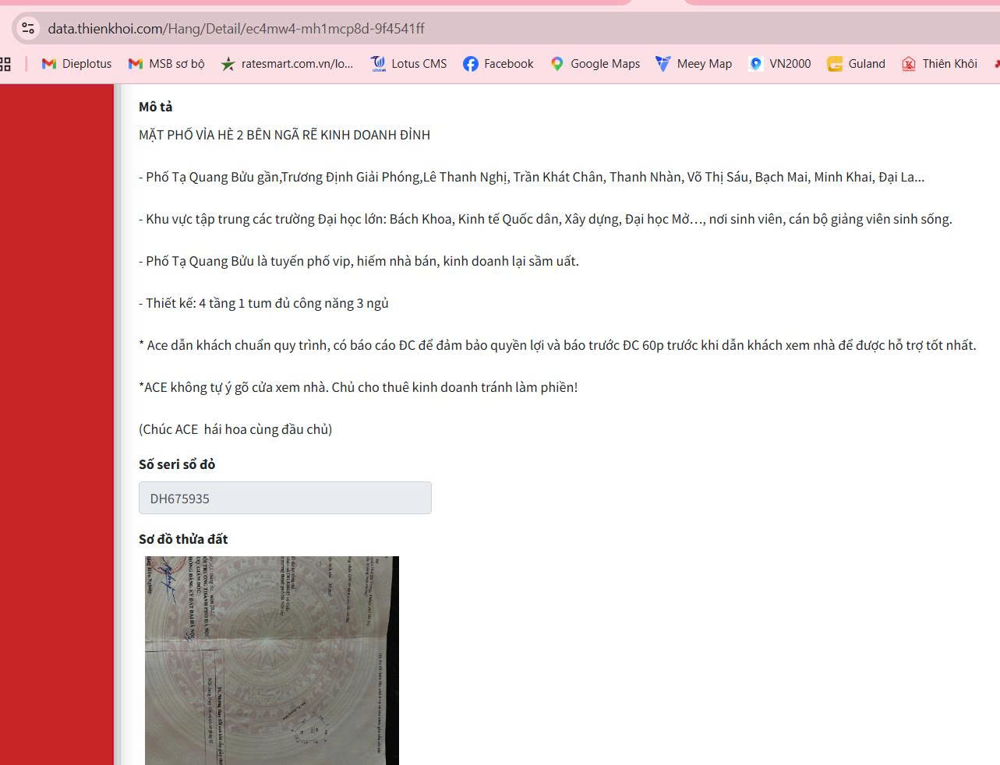 data.thienkhoi.com/Hang/Detail/ec4mw4-mh1mcp8d-9f4541ff
Dieplotus MSB sơ bộ ratesmart.com.vn/lo... Lotus CMS Facebook Google Maps Meey Map VN2000 Guland Thiên Khôi
Mô tả
MẶT PHỐ VỈA HÈ 2 BÊN NGÃ RẼ KINH DOANH ĐỈNH
- Phố Tạ Quang Bửu gần,Trương Định Giải Phóng,Lê Thanh Nghị, Trần Khát Chân, Thanh Nhàn, Võ Thị Sáu, Bạch Mai, Minh Khai, Đại La...
- Khu vực tập trung các trường Đại học lớn: Bách Khoa, Kinh tế Quốc dân, Xây dựng, Đại học Mở…, nơi sinh viên, cán bộ giảng viên sinh sống.
- Phố Tạ Quang Bửu là tuyến phố vip, hiếm nhà bán, kinh doanh lại sầm uất.
- Thiết kế: 4 tầng 1 tum đủ công năng 3 ngủ
* Ace dẫn khách chuẩn quy trình, có báo cáo ĐC để đảm bảo quyền lợi và báo trước ĐC 60p trước khi dẫn khách xem nhà để được hỗ trợ tốt nhất.
*ACE không tự ý gõ cửa xem nhà. Chủ cho thuê kinh doanh tránh làm phiền!
(Chúc ACE  hái hoa cùng đầu chủ)
Số seri sổ đỏ
DH675935
Sơ đồ thửa đất